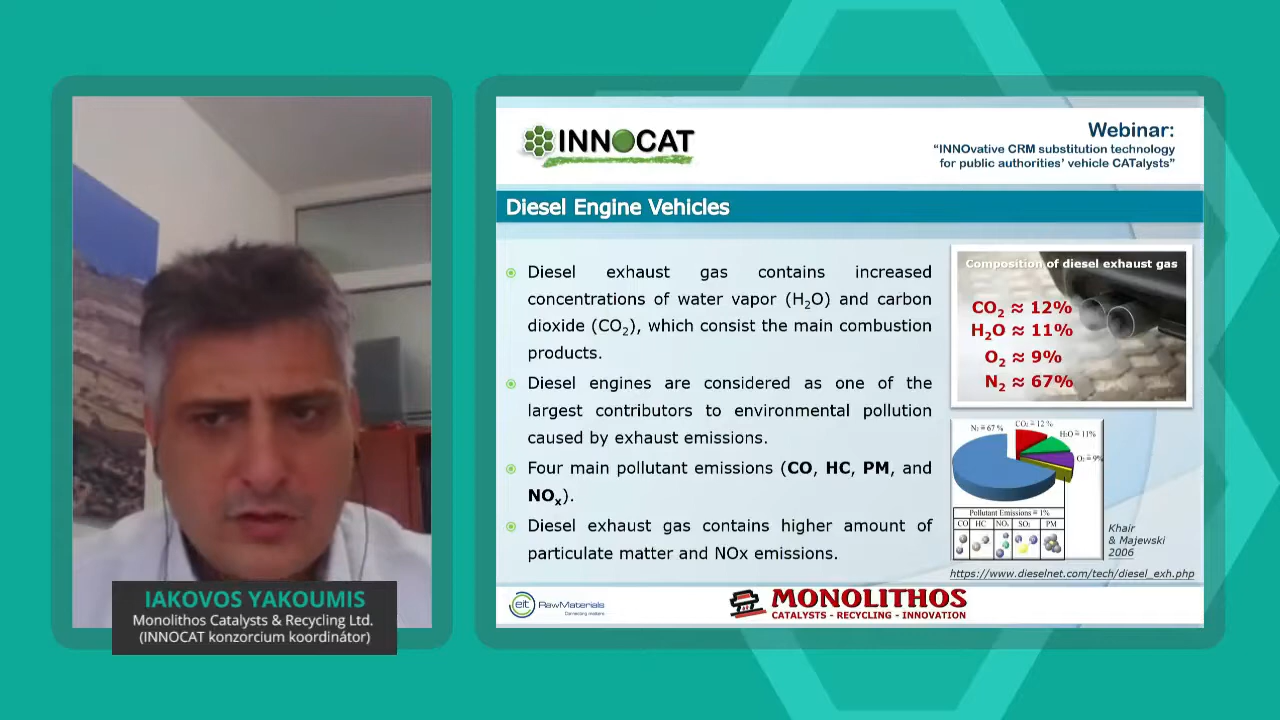 INNOCAT
Webinar:
“INNOvative CRM substitution technology
for public authorities’ vehicle CATalysts”
Diesel Engine Vehicles
Diesel exhaust gas contains increased
concentrations of water vapor (H₂O) and carbon
dioxide (CO₂), which consist the main combustion
products.
Diesel engines are considered as one of the
largest contributors to environmental pollution
caused by exhaust emissions.
Four main pollutant emissions (CO, HC, PM, and
NOₓ).
Diesel exhaust gas contains higher amount of
particulate matter and NOx emissions.
Composition of diesel exhaust gas
CO₂ ≈ 12%
H₂O ≈ 11%
O₂ ≈ 9%
N₂ ≈ 67%
N₂ ≅ 67 %
CO₂ ≅ 12 %
H₂O ≅ 11%
O₂ ≅ 9%
Pollutant Emissions ≅ 1%
CO HC NOₓ SO₂ PM
Khair
& Majewski
2006
https://www.dieselnet.com/tech/diesel_exh.php
eit RawMaterials
Connecting matters
MONOLITHOS
CATALYSTS - RECYCLING - INNOVATION
IAKOVOS YAKOUMIS
Monolithos Catalysts & Recycling Ltd.
(INNOCAT konzorcium koordinátor)